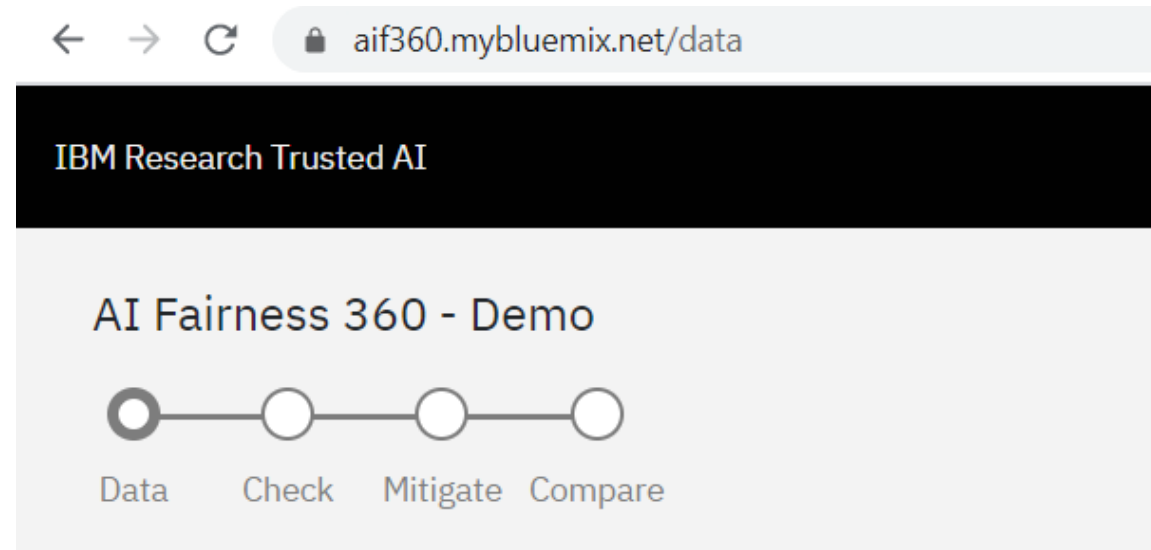 aif360.mybluemix.net/data
IBM Research Trusted AI
AI Fairness 360 - Demo
Data Check Mitigate Compare